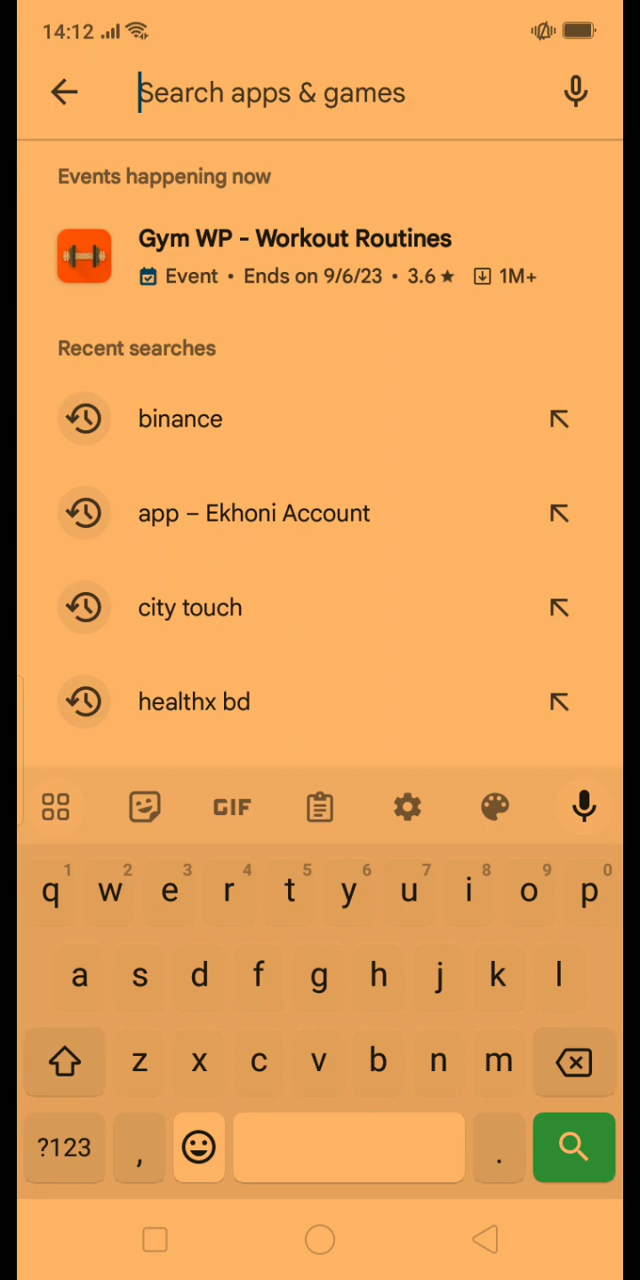 14:12
Search apps & games
Events happening now
Gym WP - Workout Routines
Event • Ends on 9/6/23 • 3.6 ★ 1M+
Recent searches
binance
app – Ekhoni Account
city touch
healthx bd
GIF
1 2 3 4 5 6 7 8 9 0
q w e r t y u i o p
a s d f g h j k l
z x c v b n m
?123 , .